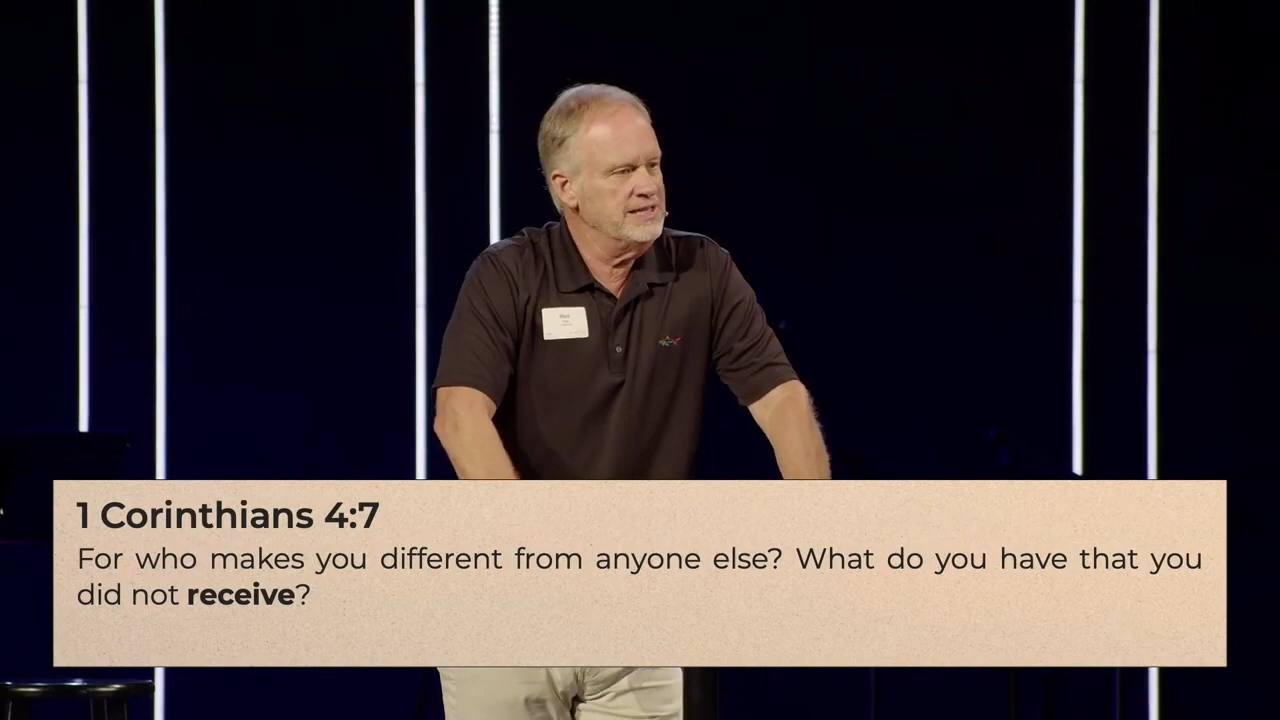 1 Corinthians 4:7
For who makes you different from anyone else? What do you have that you
did not receive?